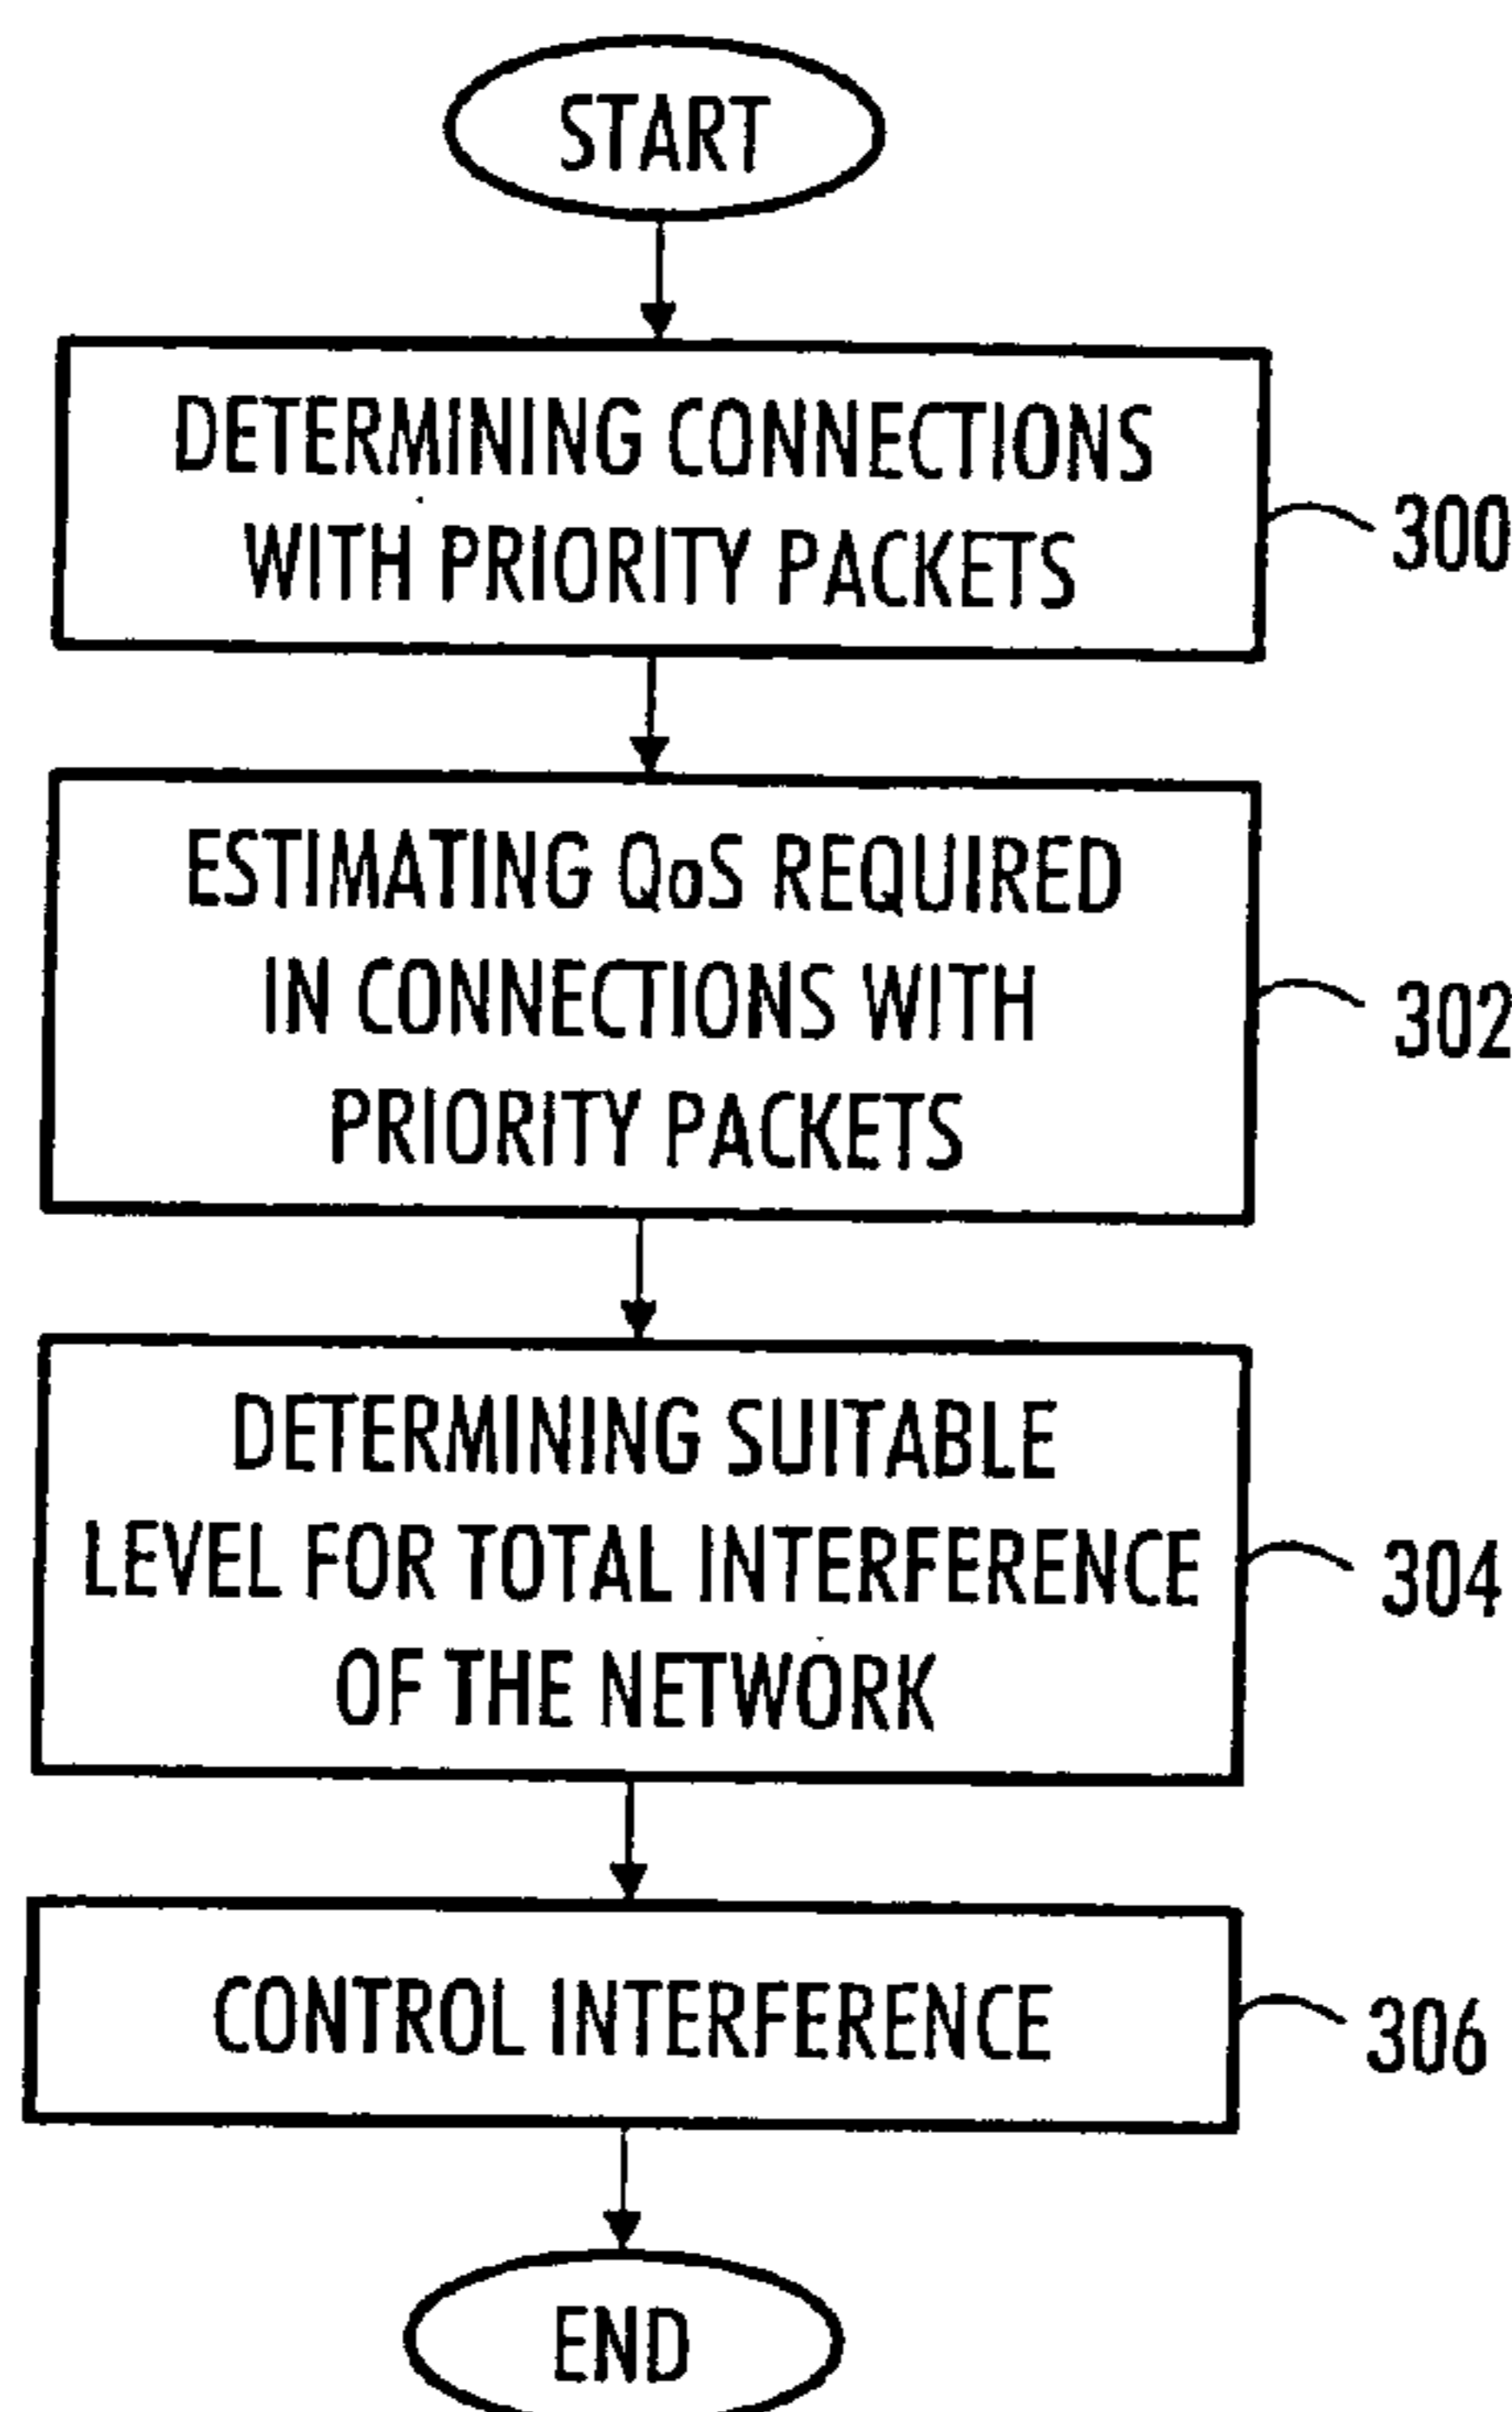 START
DETERMINING CONNECTIONS
WITH PRIORITY PACKETS
300
ESTIMATING QoS REQUIRED
IN CONNECTIONS WITH
PRIORITY PACKETS
302
DETERMINING SUITABLE
LEVEL FOR TOTAL INTERFERENCE
OF THE NETWORK
304
CONTROL INTERFERENCE
306
END